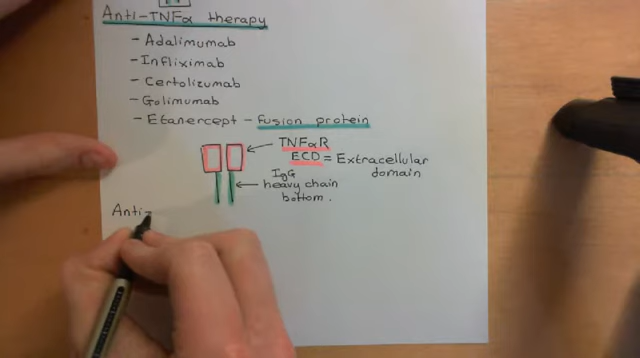 Anti-TNFα therapy
- Adalimumab
- Infliximab
- Certolizumab
- Golimumab
- Etanercept - fusion protein
TNFαR
ECD = Extracellular
domain
IgG
heavy chain
bottom.
Anti-